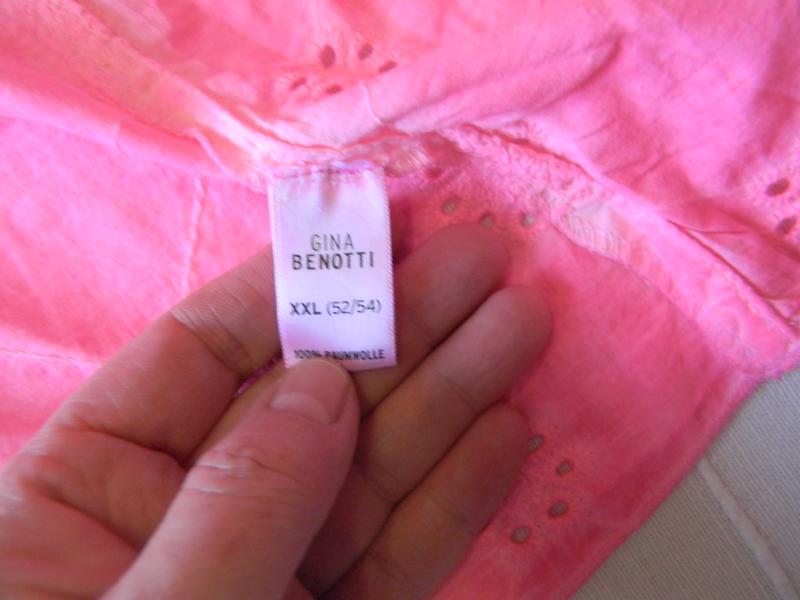 GINA
BENOTTI
XXL (52/54)
100% BAUMWOLLE